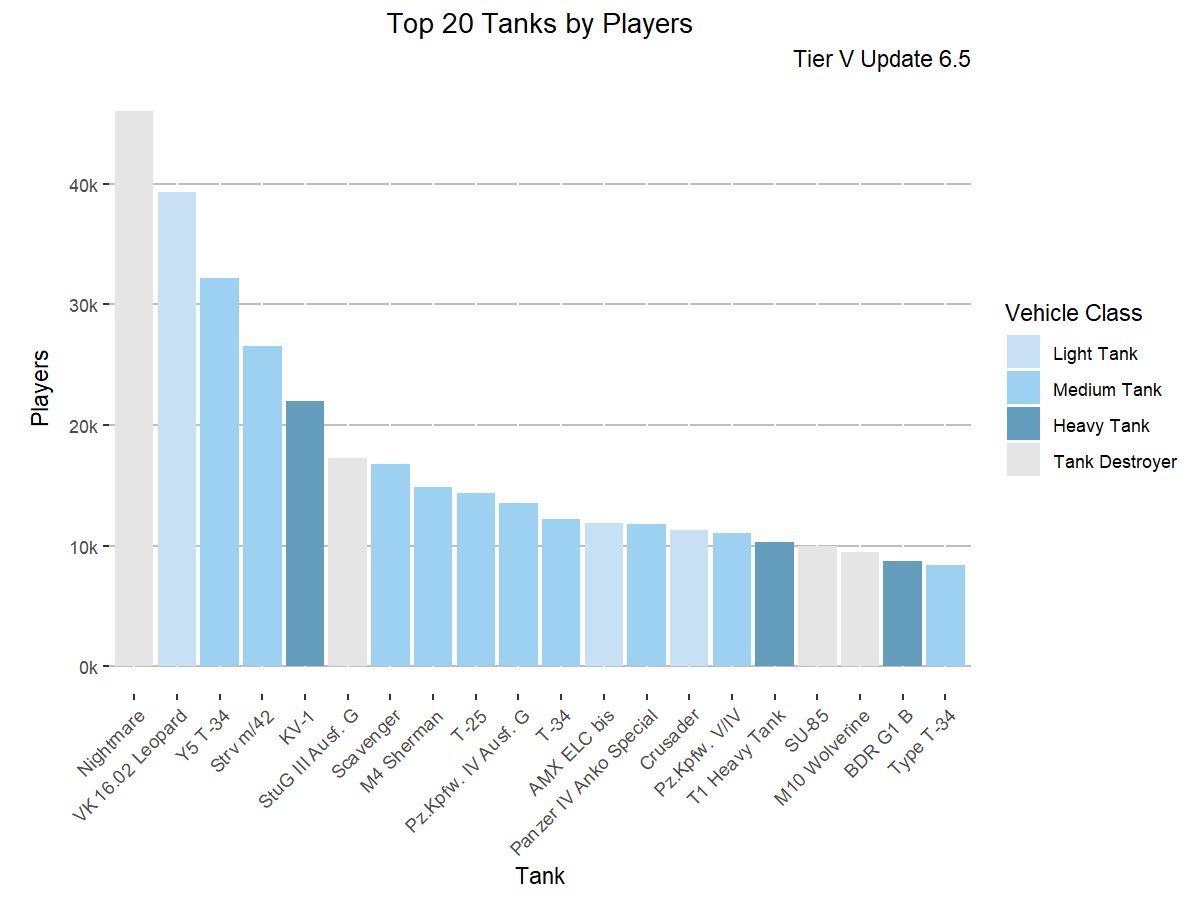 Top 20 Tanks by Players
Tier V Update 6.5
Players
40k
30k
20k
10k
0k
Nightmare
VK 16.02 Leopard
Y5 T-34
Strv m/42
KV-1
StuG III Ausf. G
Scavenger
M4 Sherman
T-25
Pz.Kpfw. IV Ausf. G
T-34
AMX ELC bis
Panzer IV Anko Special
Crusader
Pz.Kpfw. V/IV
T1 Heavy Tank
SU-85
M10 Wolverine
BDR G1 B
Type T-34
Tank
Vehicle Class
Light Tank
Medium Tank
Heavy Tank
Tank Destroyer